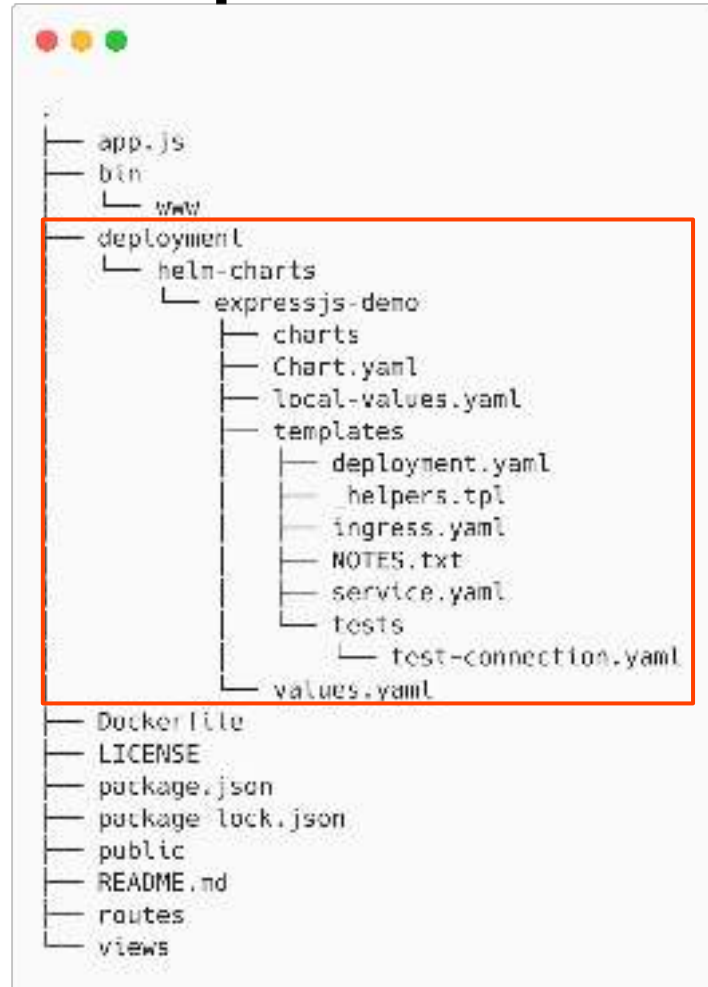 .
├── app.js
├── bin
│   └── www
├── deployment
│   └── helm-charts
│       └── expressjs-demo
│           ├── charts
│           ├── Chart.yaml
│           ├── local-values.yaml
│           ├── templates
│           │   ├── deployment.yaml
│           │   ├── _helpers.tpl
│           │   ├── ingress.yaml
│           │   ├── NOTES.txt
│           │   ├── service.yaml
│           │   └── tests
│           │       └── test-connection.yaml
│           └── values.yaml
├── Dockerfile
├── LICENSE
├── package.json
├── package-lock.json
├── public
├── README.md
├── routes
└── views